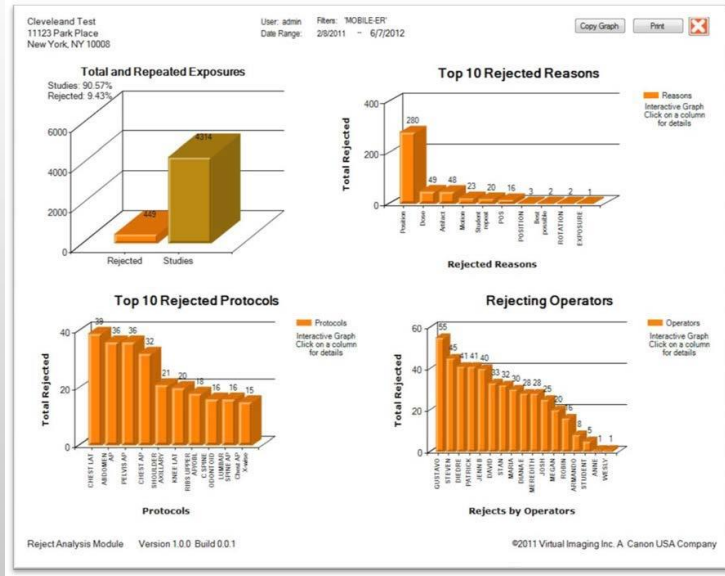 Cleveland Test
11123 Park Place
New York, NY 10008
User: admin
Filters: 'MOBILE-ER'
Date Range: 2/8/2011 - 6/7/2012
Copy Graph
Print
Total and Repeated Exposures
Studies: 90.57%
Rejected: 9.43%
6000
4000
2000
0
449
4314
Rejected
Studies
Top 10 Rejected Reasons
Reasons
Interactive Graph
Click on a column
for details
Total Rejected
400
200
0
280
49
48
23
20
16
3
2
2
1
Position
Dose
Artifact
Motion
Student
repeat
POS
POSITION
Best
possible
ROTATION
EXPOSURE
Rejected Reasons
Top 10 Rejected Protocols
Protocols
Interactive Graph
Click on a column
for details
Total Rejected
40
20
0
39
36
36
32
21
20
18
16
16
15
CHEST LAT
ABDOMEN
AP
PELVIS AP
CHEST AP
SHOULDER
AXILLARY
KNEE LAT
RIBS UPPER
AP/OBL
C SPINE
ODONTOID
LUMBAR
SPINE AP
Chest AP
X-wise
Protocols
Rejecting Operators
Operators
Interactive Graph
Click on a column
for details
Total Rejected
60
40
20
0
55
45
41
41
40
33
32
30
28
28
25
20
16
8
5
1
1
GUSTAVO
STEVEN
DIEDRE
PATRICK
JENN B
DAVID
STAN
MARIA
DIANA E
MEREDITH
JOSH
MEGAN
ROBIN
ARMANDO
STUDENT
ANNE
WESLY
Rejects by Operators
Reject Analysis Module Version 1.0.0 Build 0.0.1
©2011 Virtual Imaging Inc. A Canon USA Company